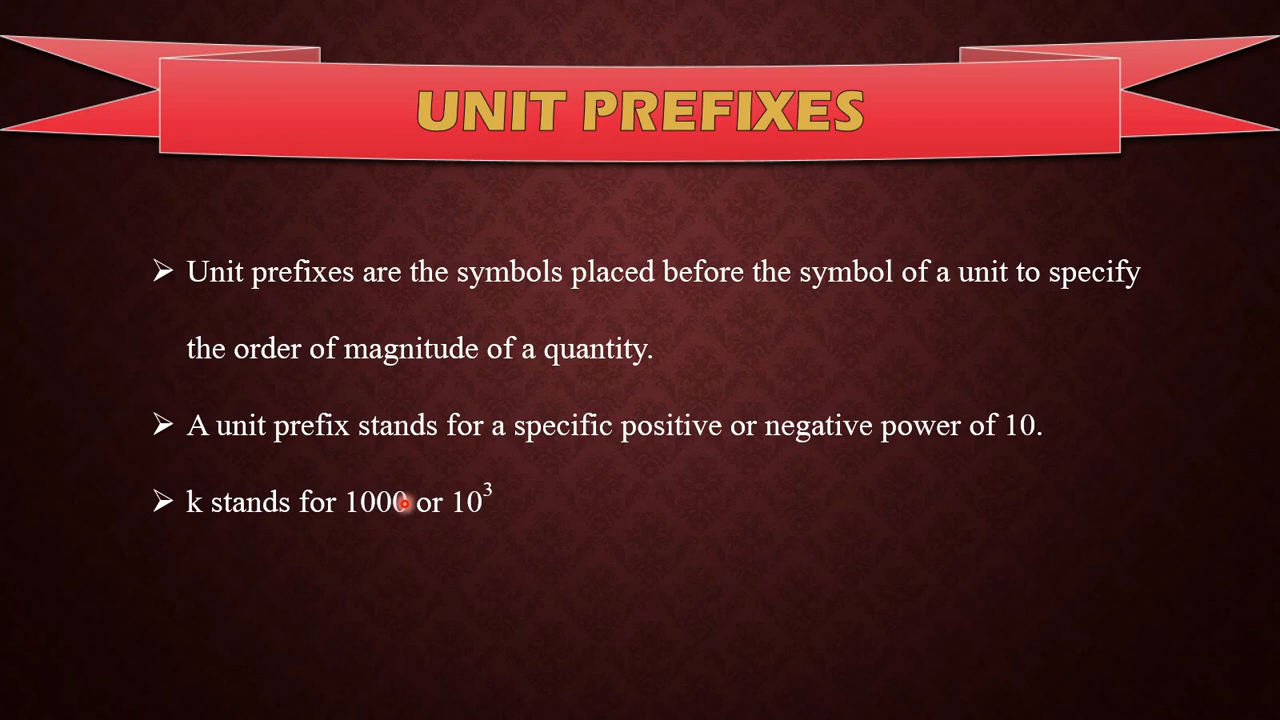 UNIT PREFIXES
➢ Unit prefixes are the symbols placed before the symbol of a unit to specify
the order of magnitude of a quantity.
➢ A unit prefix stands for a specific positive or negative power of 10.
➢ k stands for 1000 or 10³